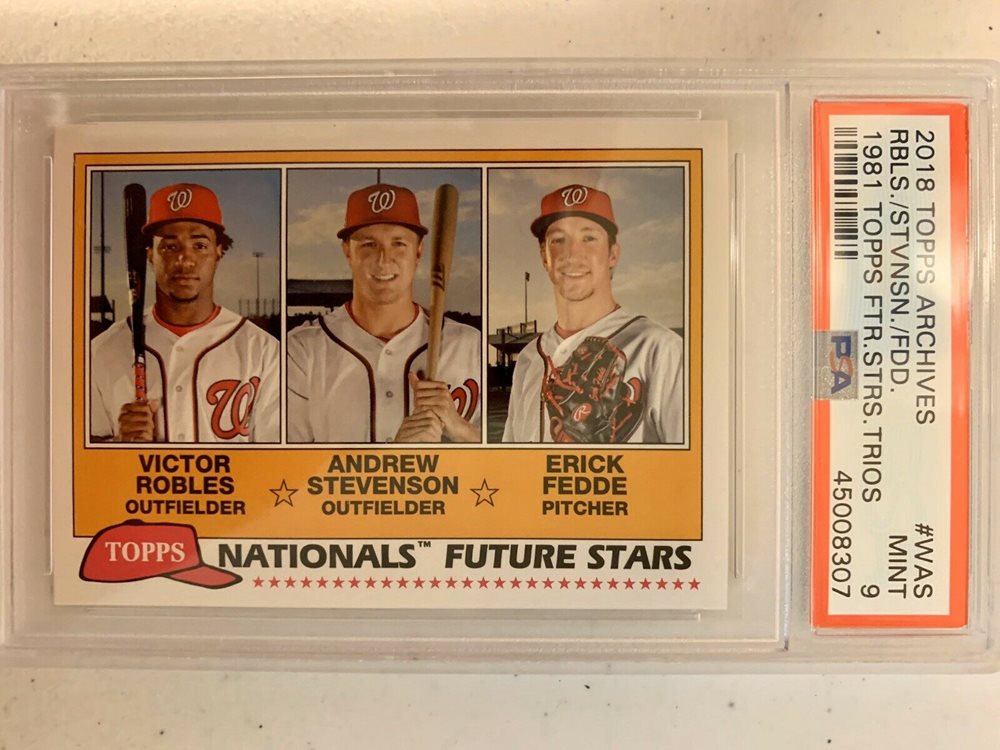 VICTOR
ROBLES
OUTFIELDER
ANDREW
STEVENSON
OUTFIELDER
ERICK
FEDDE
PITCHER
TOPPS
NATIONALS™ FUTURE STARS
2018 TOPPS ARCHIVES #WAS
RBLS./STVNSN./FDD. MINT
1981 TOPPS FTR.STRS.TRIOS 9
PSA 45008307
W
W
W
W
W
R